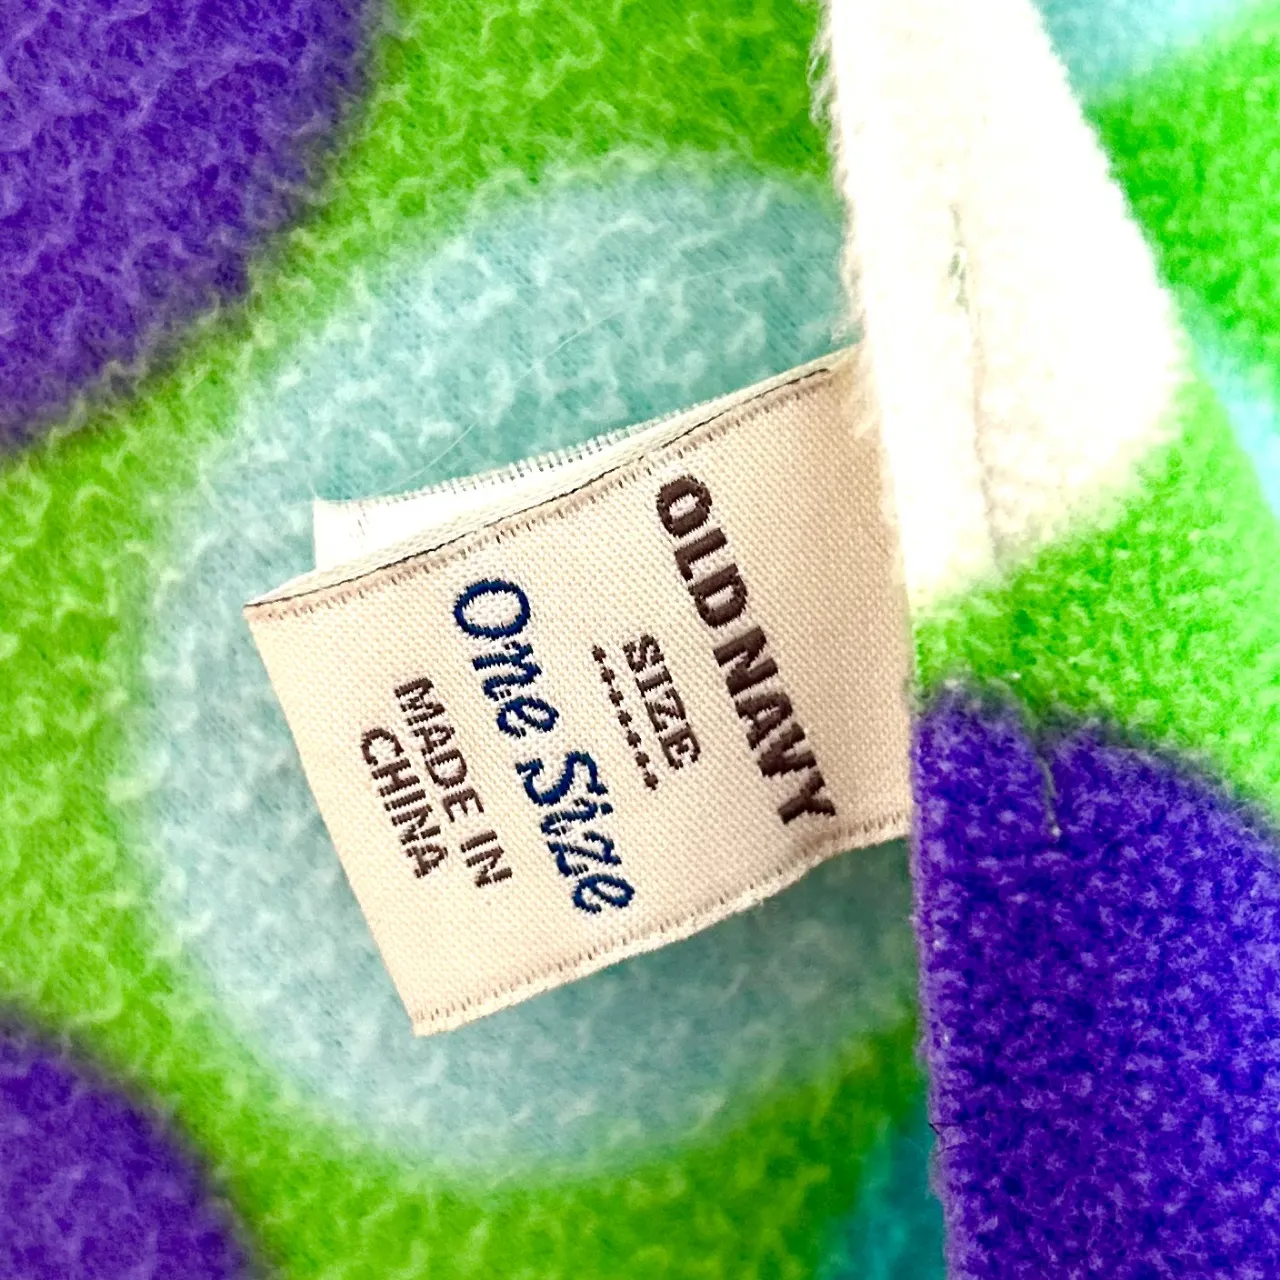 OLD NAVY
SIZE
One Size
MADE IN
CHINA